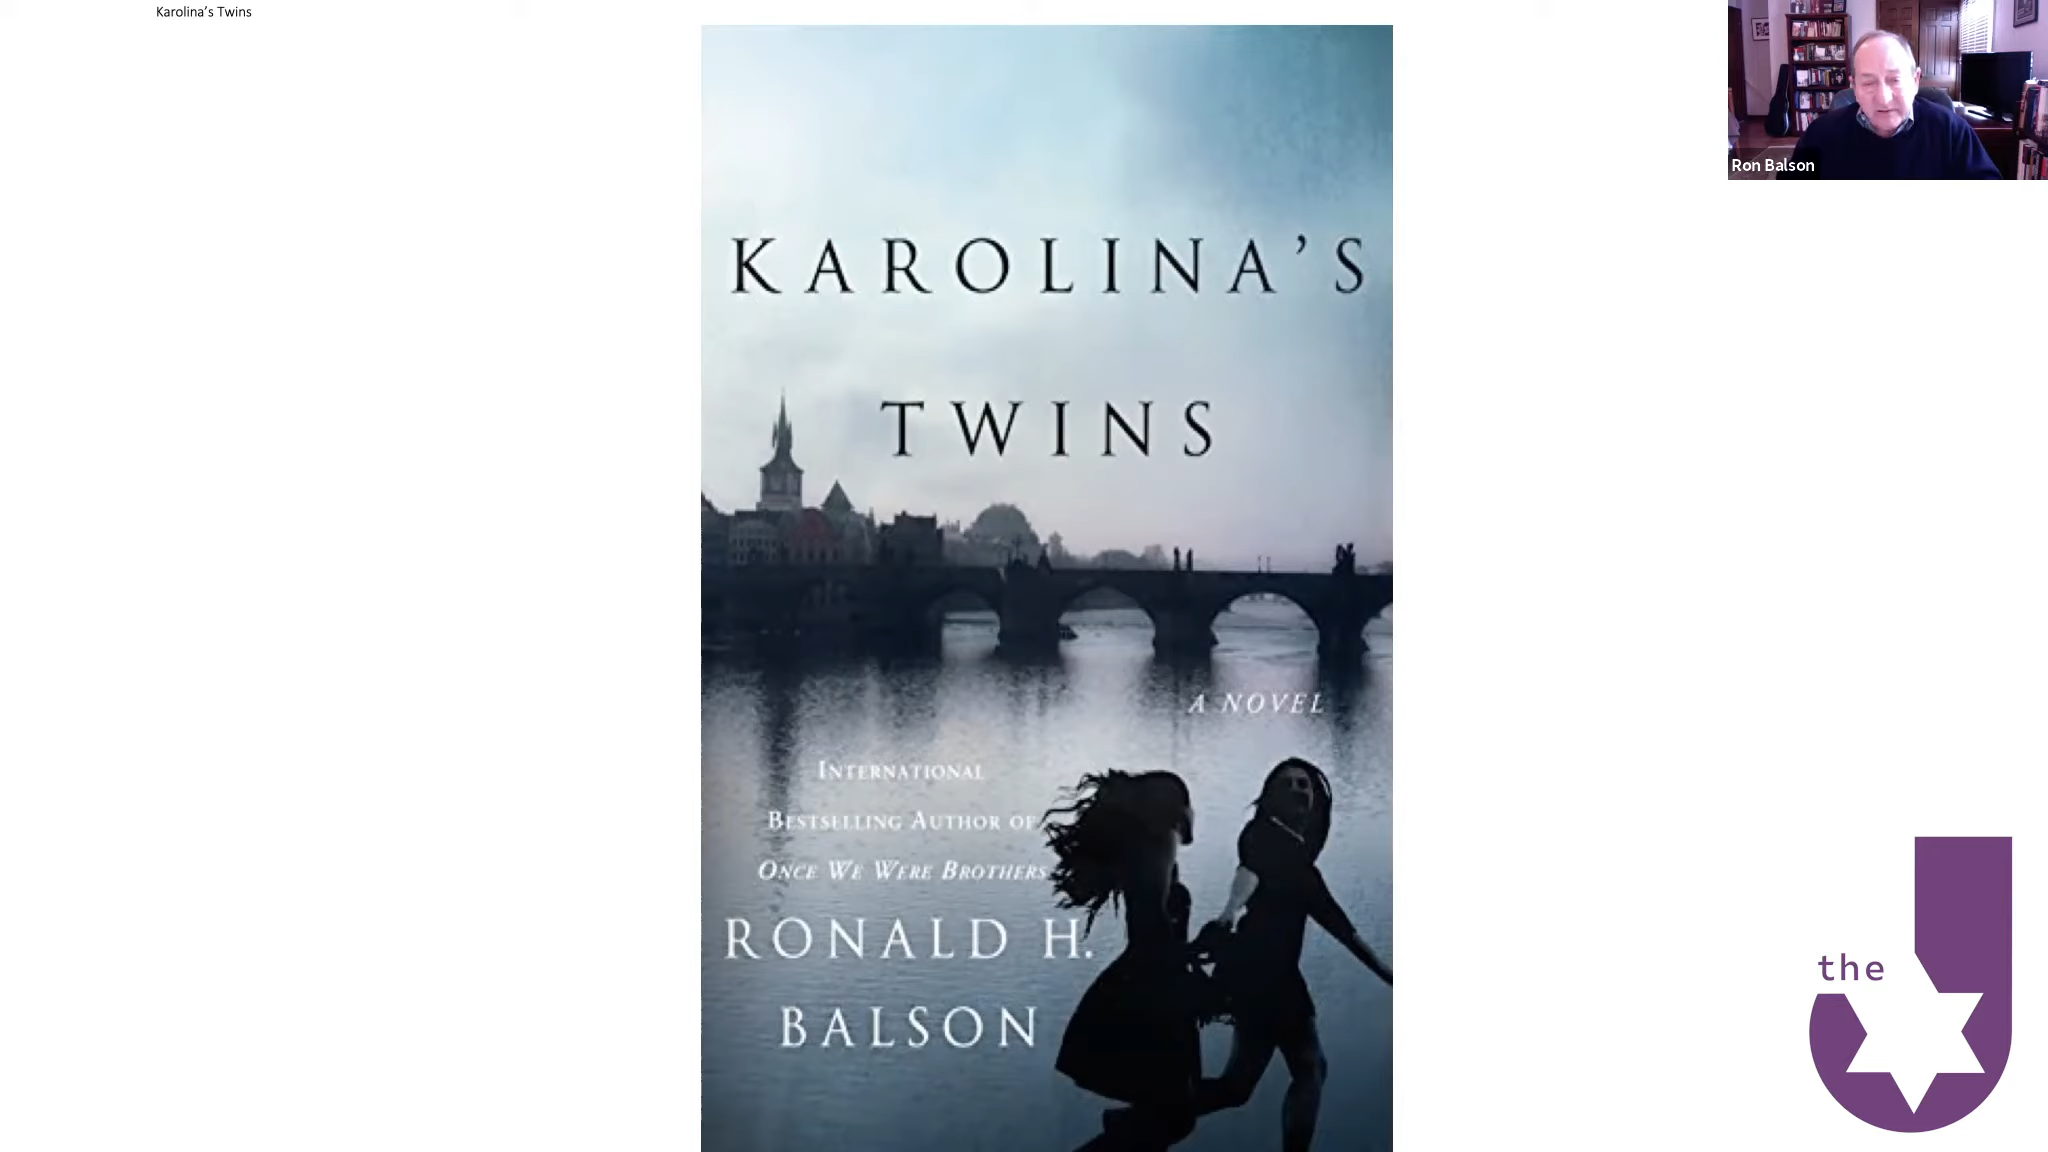 Karolina's Twins
Ron Balson
KAROLINA'S
TWINS
A NOVEL
INTERNATIONAL
BESTSELLING AUTHOR OF
ONCE WE WERE BROTHERS
RONALD H.
BALSON
the